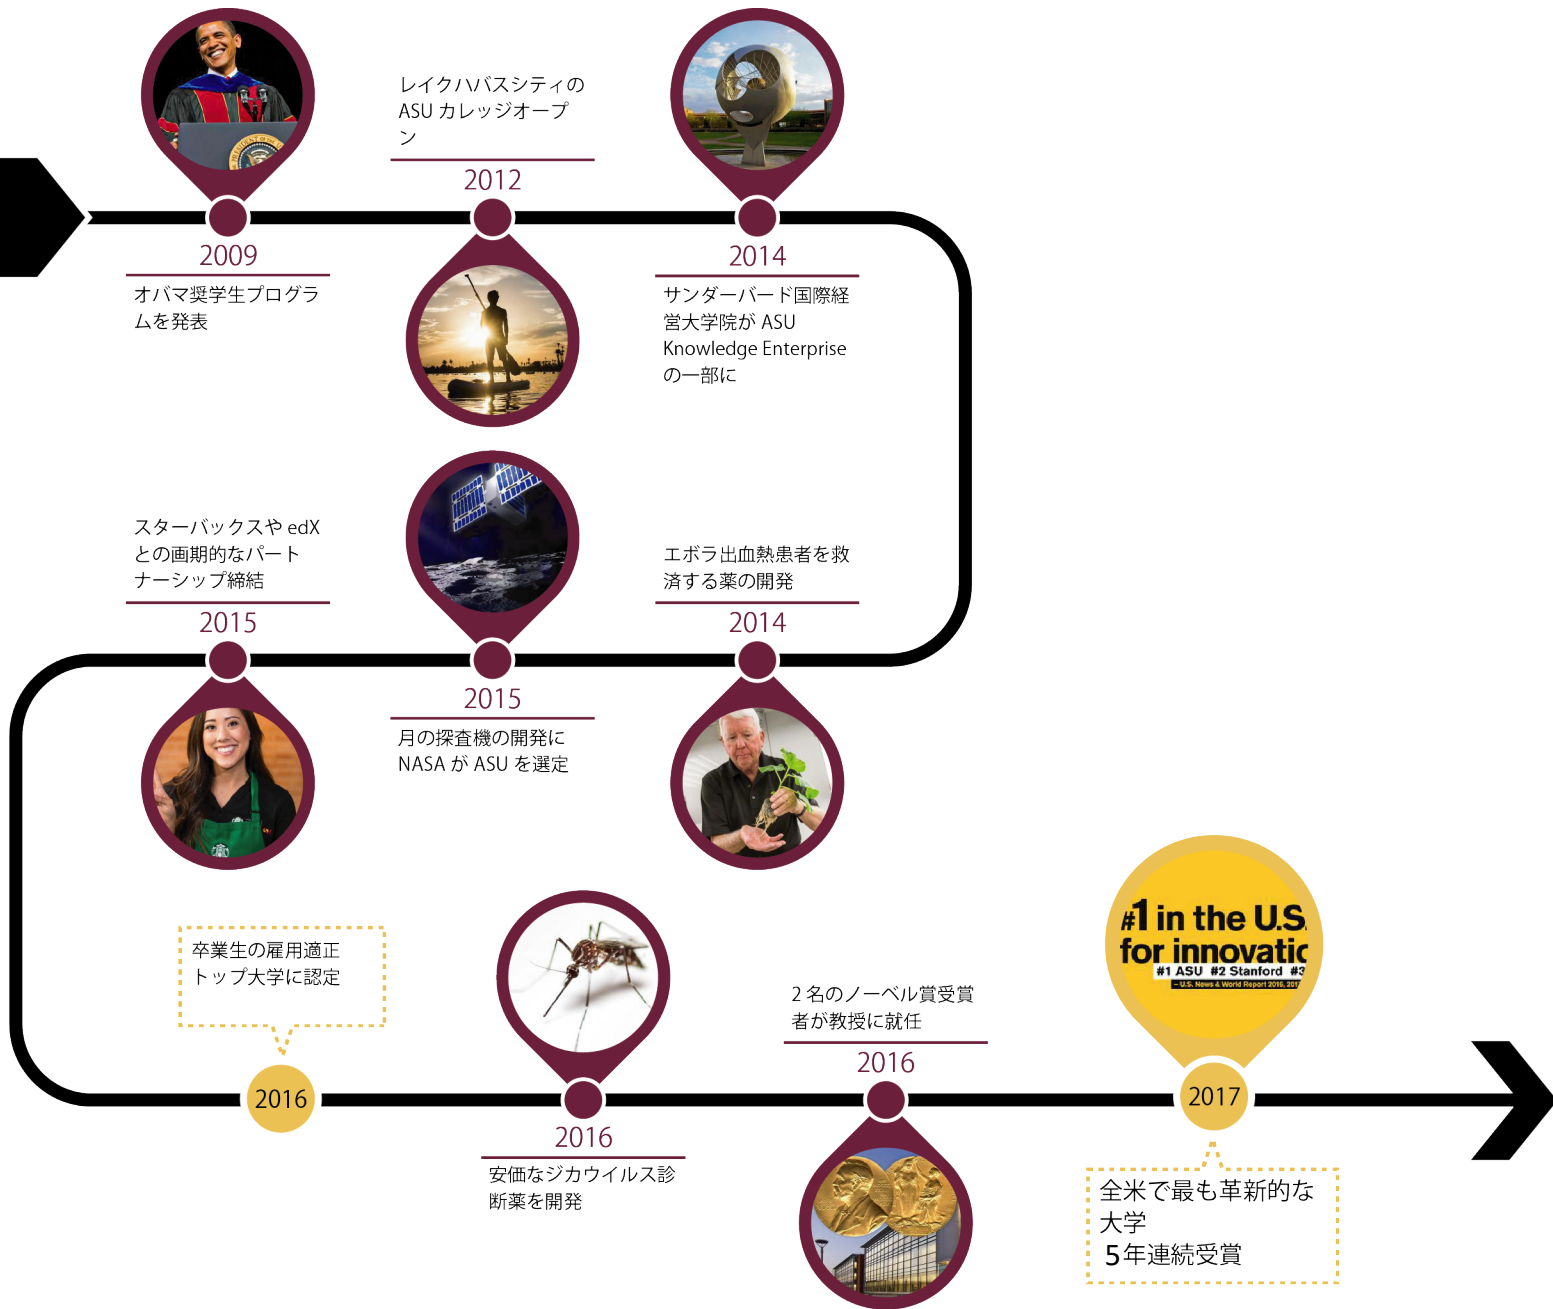 レイクハバスシティの
ASU カレッジオープ
ン
2012
2009
オバマ奨学生プログラ
ムを発表
2014
サンダーバード国際経
営大学院が ASU
Knowledge Enterprise
の一部に
スターバックスや edX
との画期的なパート
ナーシップ締結
2015
2015
月の探査機の開発に
NASA が ASU を選定
エボラ出血熱患者を救
済する薬の開発
2014
卒業生の雇用適正
トップ大学に認定
2016
2016
安価なジカウイルス診
断薬を開発
2 名のノーベル賞受賞
者が教授に就任
2016
#1 in the U.S.
for innovatic
#1 ASU #2 Stanford #3
– U.S. News & World Report 2016, 201
2017
全米で最も革新的な
大学
5年連続受賞